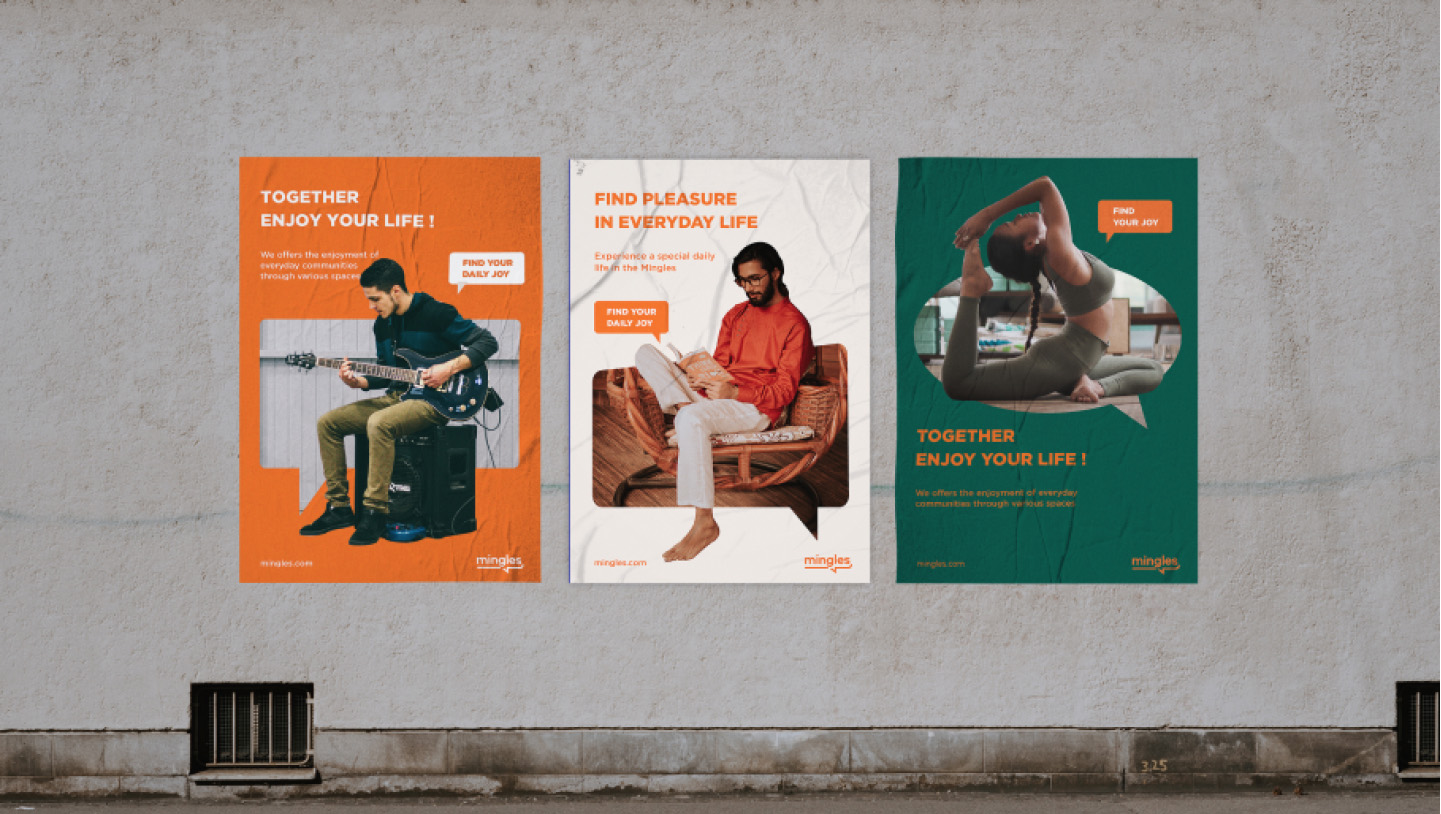 TOGETHER
ENJOY YOUR LIFE !
We offers the enjoyment of
everyday communities
through various spaces
FIND YOUR
DAILY JOY
mingles.com
mingles
FIND PLEASURE
IN EVERYDAY LIFE
Experience a special daily
life in the Mingles
FIND YOUR
DAILY JOY
mingles.com
mingles
FIND
YOUR JOY
TOGETHER
ENJOY YOUR LIFE !
We offers the enjoyment of everyday
communities through various spaces
mingles.com
mingles
325